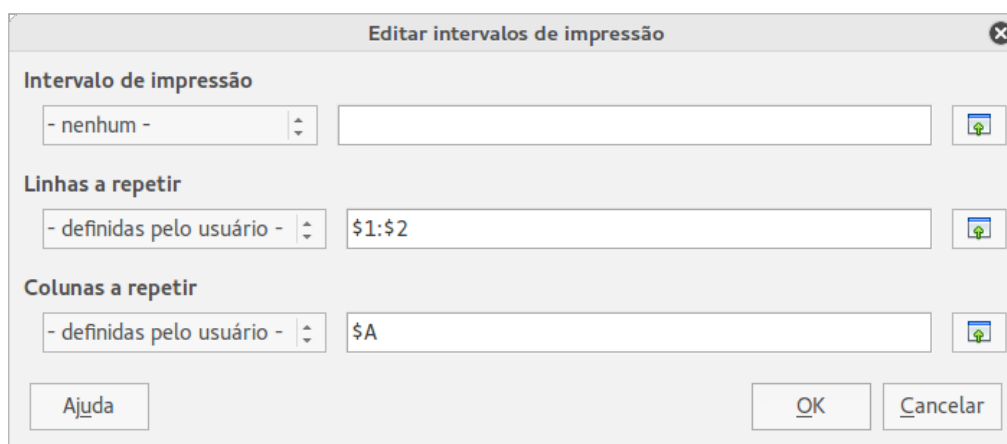 Editar intervalos de impressão
Intervalo de impressão
- nenhum -
Linhas a repetir
- definidas pelo usuário - $1:$2
Colunas a repetir
- definidas pelo usuário - $A
Ajuda OK Cancelar